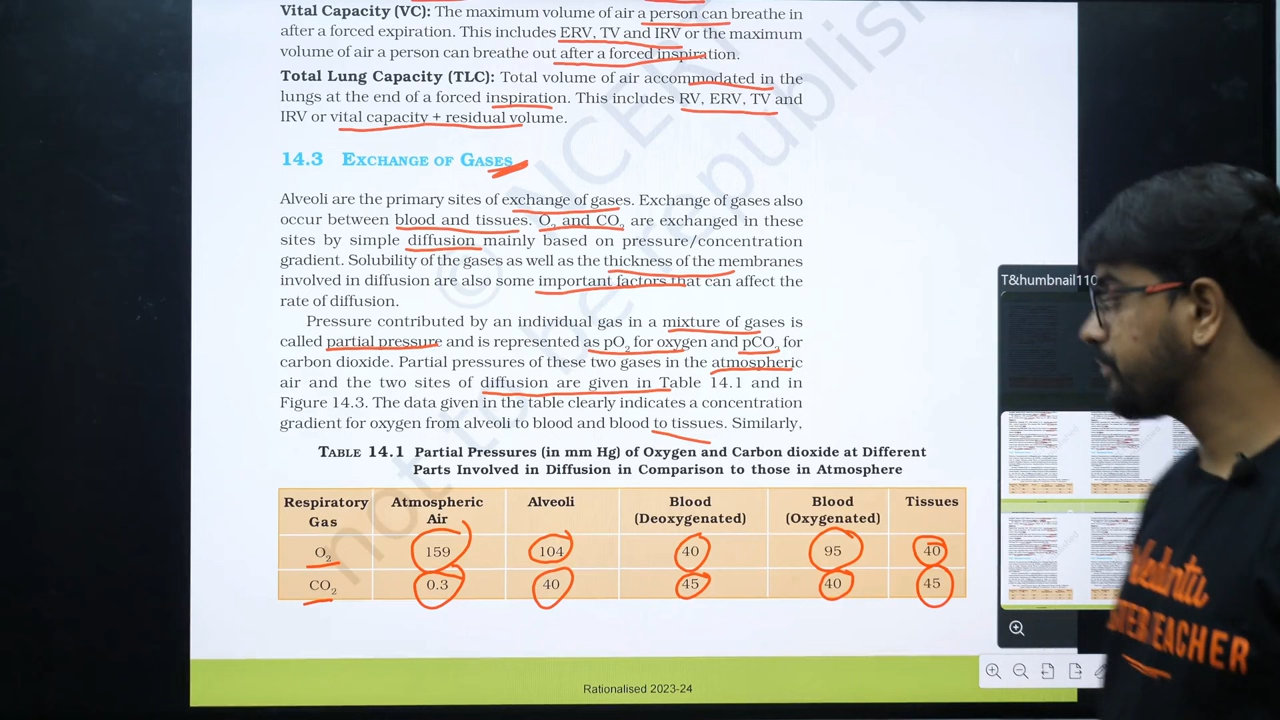 Vital Capacity (VC): The maximum volume of air a person can breathe in
after a forced expiration. This includes ERV, TV and IRV or the maximum
volume of air a person can breathe out after a forced inspiration.
Total Lung Capacity (TLC): Total volume of air accommodated in the
lungs at the end of a forced inspiration. This includes RV, ERV, TV and
IRV or vital capacity + residual volume.
14.3 EXCHANGE OF GASES
Alveoli are the primary sites of exchange of gases. Exchange of gases also
occur between blood and tissues. O₂ and CO₂ are exchanged in these
sites by simple diffusion mainly based on pressure/concentration
gradient. Solubility of the gases as well as the thickness of the membranes
involved in diffusion are also some important factors that can affect the
rate of diffusion.
Pressure contributed by an individual gas in a mixture of gases is
called partial pressure and is represented as pO₂ for oxygen and pCO₂ for
carbon dioxide. Partial pressures of these two gases in the atmospheric
air and the two sites of diffusion are given in Table 14.1 and in
Figure 14.3. The data given in the table clearly indicates a concentration
gradient for oxygen from alveoli to blood and blood to tissues. Similarly,
TABLE 14.1 Partial Pressures (in mm Hg) of Oxygen and Carbon dioxide at Different
Parts Involved in Diffusion in Comparison to those in Atmosphere
Respiratory Gas Atmospheric Air Alveoli Blood (Deoxygenated) Blood (Oxygenated) Tissues
O₂ 159 104 40 95 40
CO₂ 0.3 40 45 40 45
Rationalised 2023-24
T&humbnail110
© NCERT
be republis